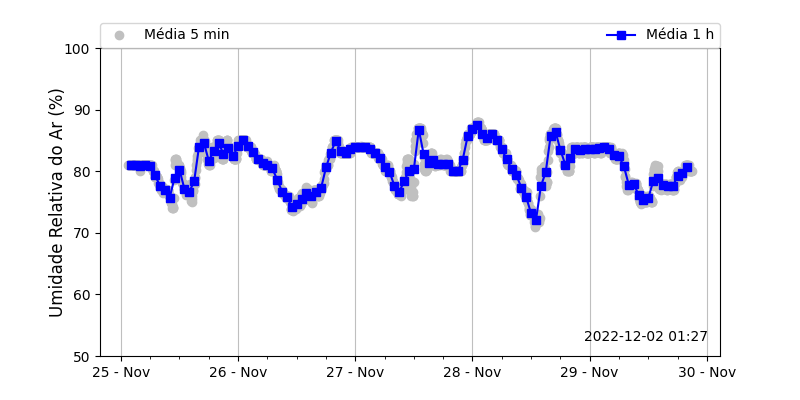 Média 5 min
Média 1 h
Umidade Relativa do Ar (%)
100
90
80
70
60
50
2022-12-02 01:27
25 - Nov
26 - Nov
27 - Nov
28 - Nov
29 - Nov
30 - Nov